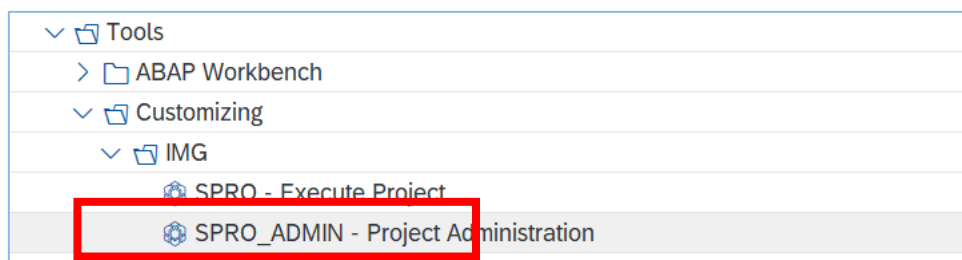 Tools
ABAP Workbench
Customizing
IMG
SPRO - Execute Project
SPRO_ADMIN - Project Administration